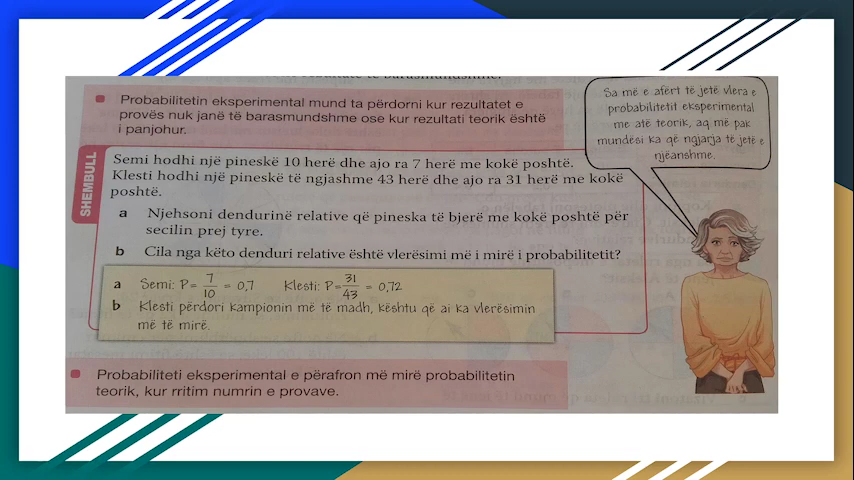 Probabilitetin eksperimental mund ta përdorni kur rezultatet e
provës nuk janë të barasmundshme ose kur rezultati teorik është
i panjohur.
Sa më e afërt të jetë vlera e
probabilitetit eksperimental
me atë teorik, aq më pak
mundësi ka që ngjarja të jetë e
njëanshme.
SHEMBULL
Semi hodhi një pineskë 10 herë dhe ajo ra 7 herë me kokë poshtë.
Klesti hodhi një pineskë të ngjashme 43 herë dhe ajo ra 31 herë me kokë
poshtë.
a Njehsoni dendurinë relative që pineska të bjerë me kokë poshtë për
secilin prej tyre.
b Cila nga këto denduri relative është vlerësimi më i mirë i probabilitetit?
a Semi: P= 7/10 = 0,7 Klesti: P= 31/43 = 0,72
b Klesti përdori kampionin më të madh, kështu që ai ka vlerësimin
më të mirë.
Probabiliteti eksperimental e përafron më mirë probabilitetin
teorik, kur rritim numrin e provave.